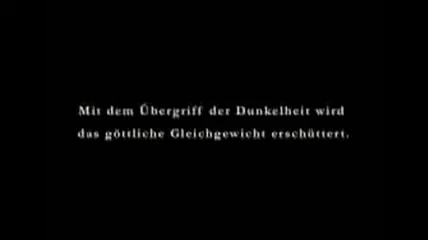 Mit dem Übergriff der Dunkelheit wird
das göttliche Gleichgewicht erschüttert.